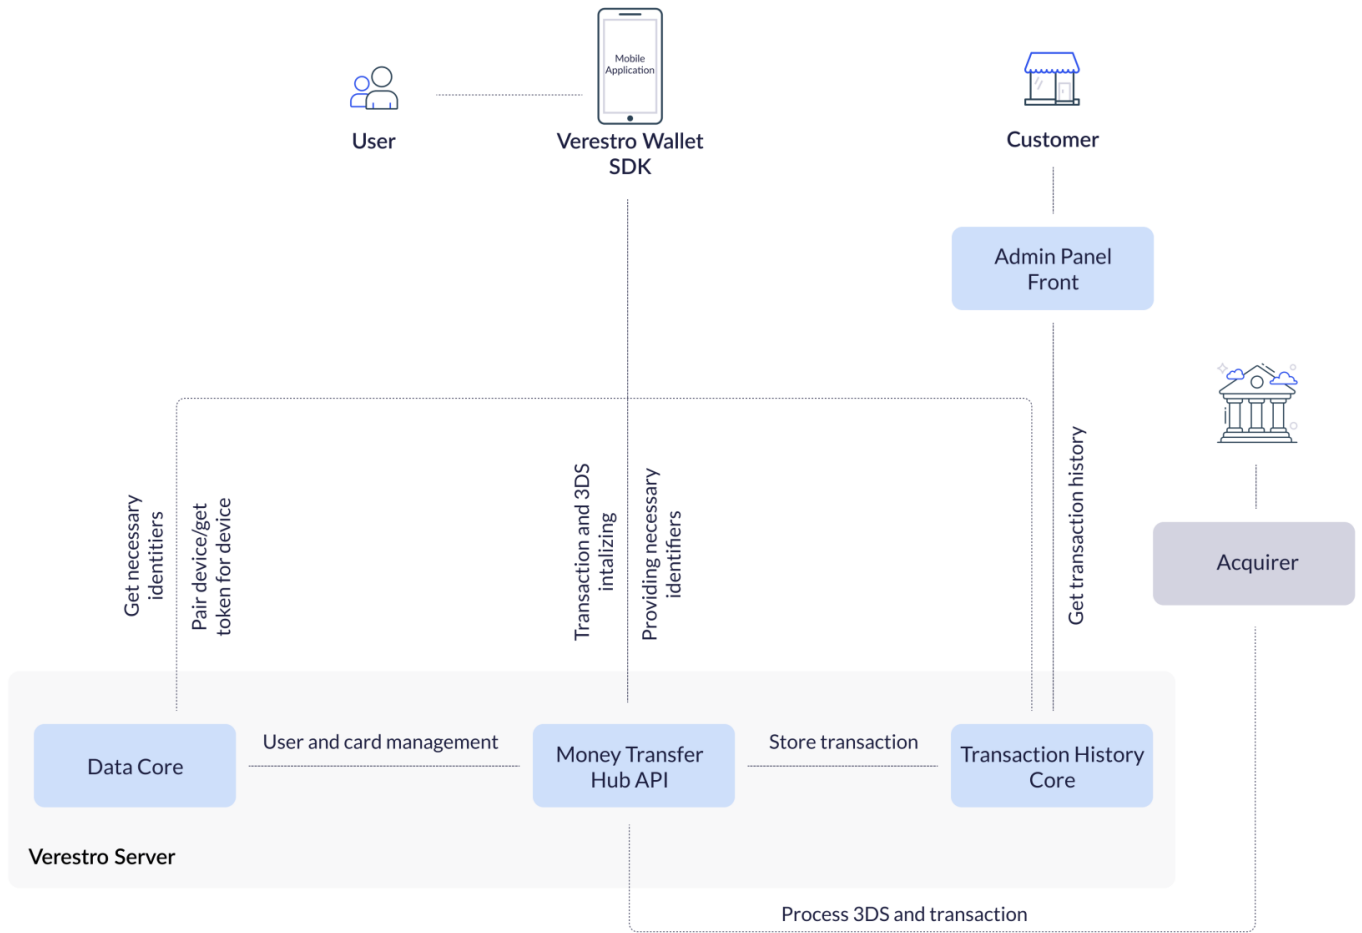 Mobile
Application
User
Verestro Wallet
SDK
Customer
Admin Panel
Front
Get necessary
identitiers
Pair device/get
token for device
Transaction and 3DS
intalizing
Providing necessary
identifiers
Get transaction history
Acquirer
Data Core
User and card management
Money Transfer
Hub API
Store transaction
Transaction History
Core
Verestro Server
Process 3DS and transaction